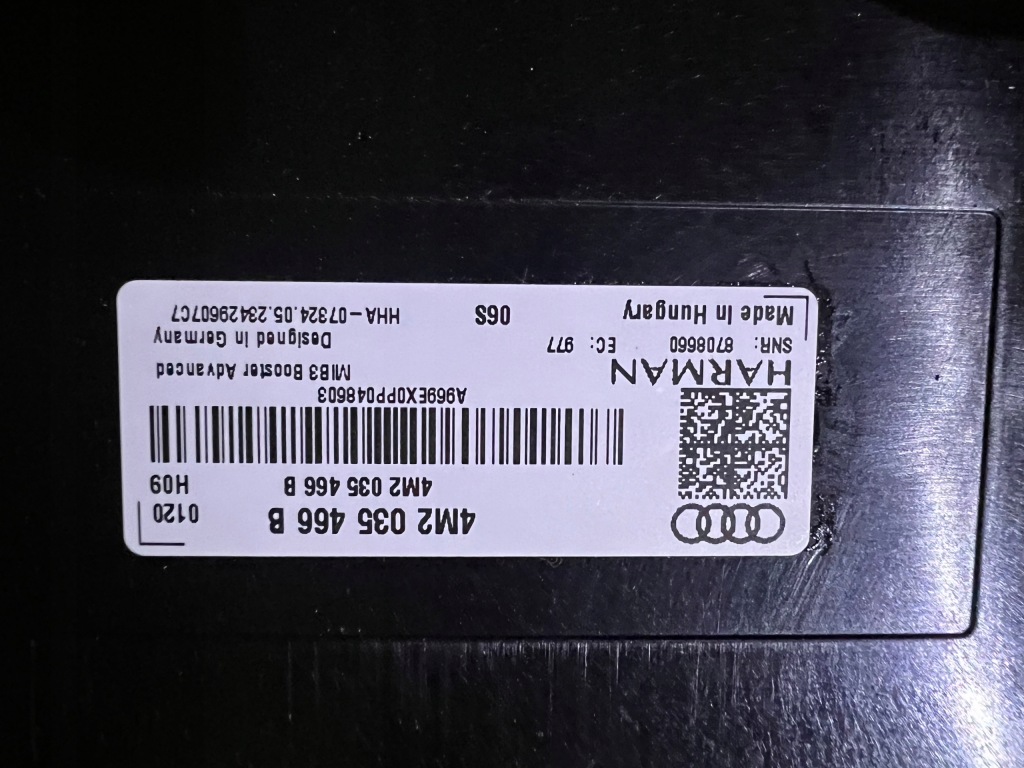 4M2 035 466 B
0120
4M2 035 466 B
H09
A969EX0PP048603
HARMAN
MIB3 Booster Advanced
SNR: 8708660 EC: 977
Designed in Germany
Made in Hungary
06S
HHA-07324.05.23429607C7